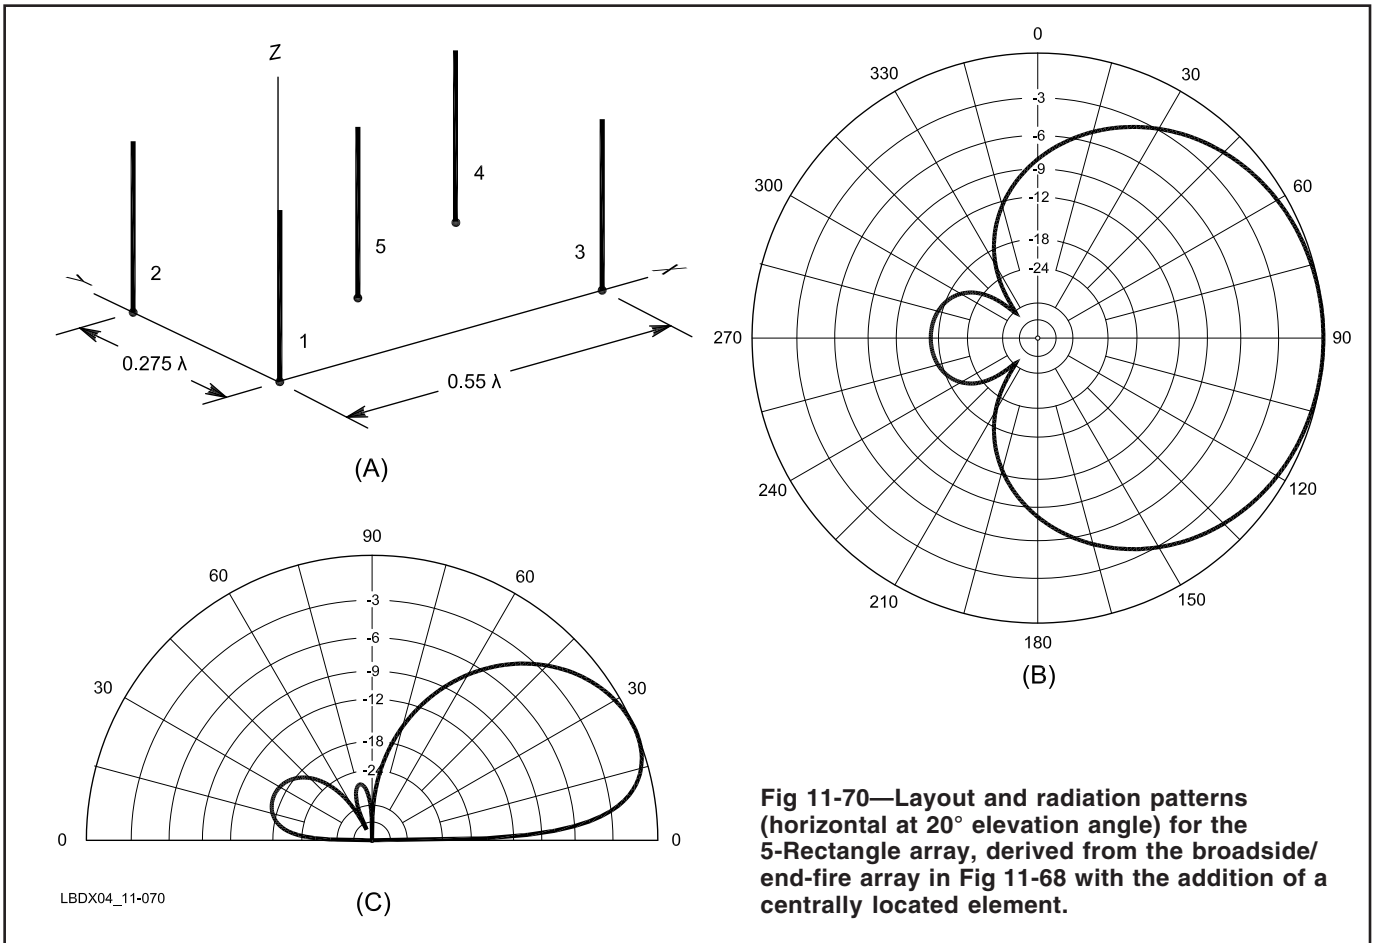 Z
4
2
5
3
Y
X
1
0.275 λ
0.55 λ
(A)
0
330
30
-3
-6
300
-9
60
-12
-18
-24
270
90
240
120
210
150
180
(B)
90
60
60
-3
-6
30
-9
30
-12
-18
-24
0
0
LBDX04_11-070
(C)
Fig 11-70—Layout and radiation patterns
(horizontal at 20° elevation angle) for the
5-Rectangle array, derived from the broadside/
end-fire array in Fig 11-68 with the addition of a
centrally located element.